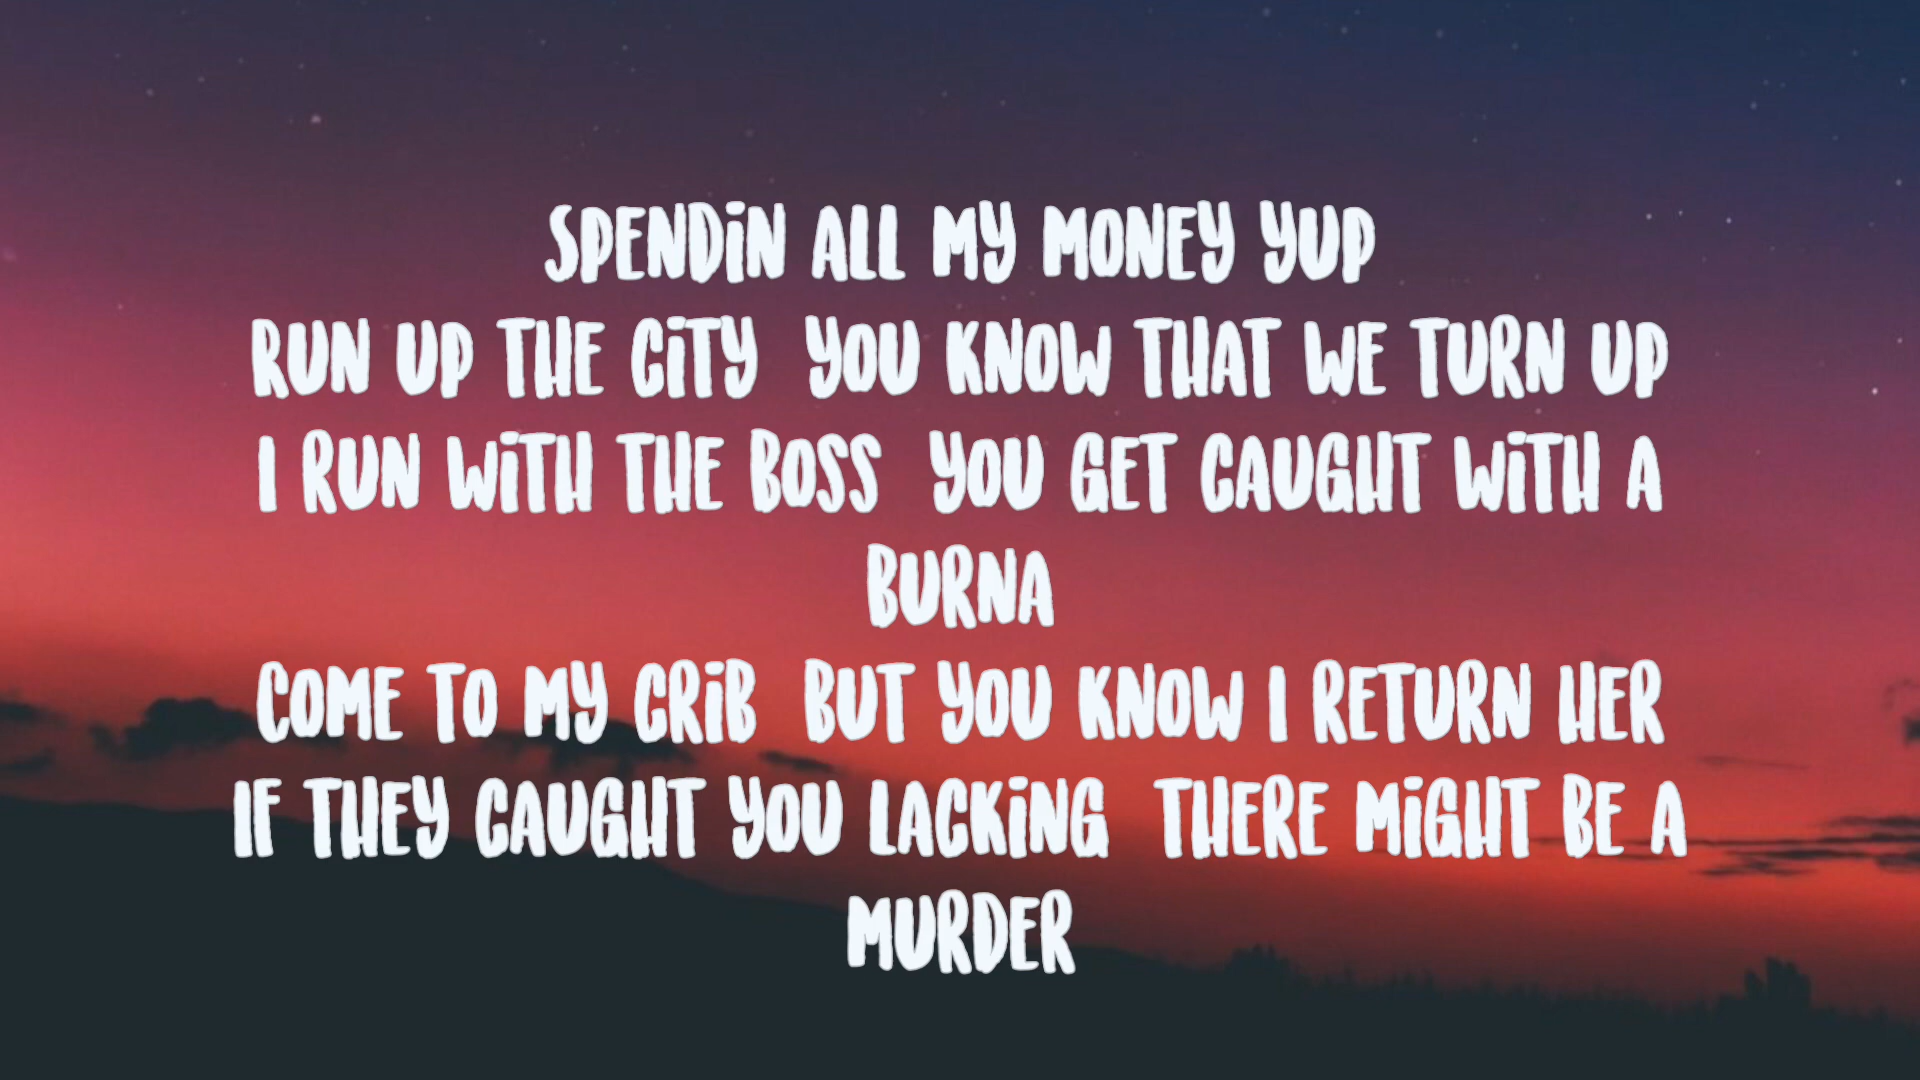 SPENDIN ALL MY MONEY YUP
RUN UP THE CITY YOU KNOW THAT WE TURN UP
I RUN WITH THE BOSS YOU GET CAUGHT WITH A
BURNA
COME TO MY CRIB BUT YOU KNOW I RETURN HER
IF THEY CAUGHT YOU LACKING THERE MIGHT BE A
MURDER